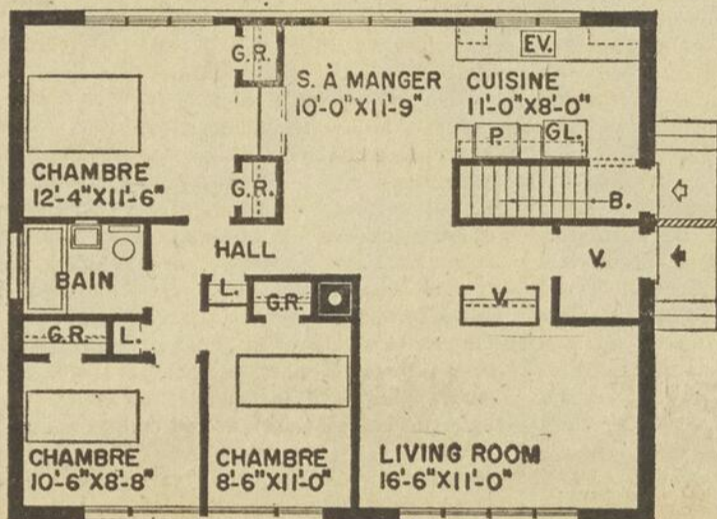 G.R.
EV.
S. À MANGER
10'-0"X11'-9"
CUISINE
11'-0"X8'-0"
P.
GL.
CHAMBRE
12'-4"X11'-6"
G.R.
B.
HALL
V.
BAIN
L.
G.R.
V.
G.R.
L.
CHAMBRE
10'-6"X8'-8"
CHAMBRE
8'-6"X11'-0"
LIVING ROOM
16'-6"X11'-0"